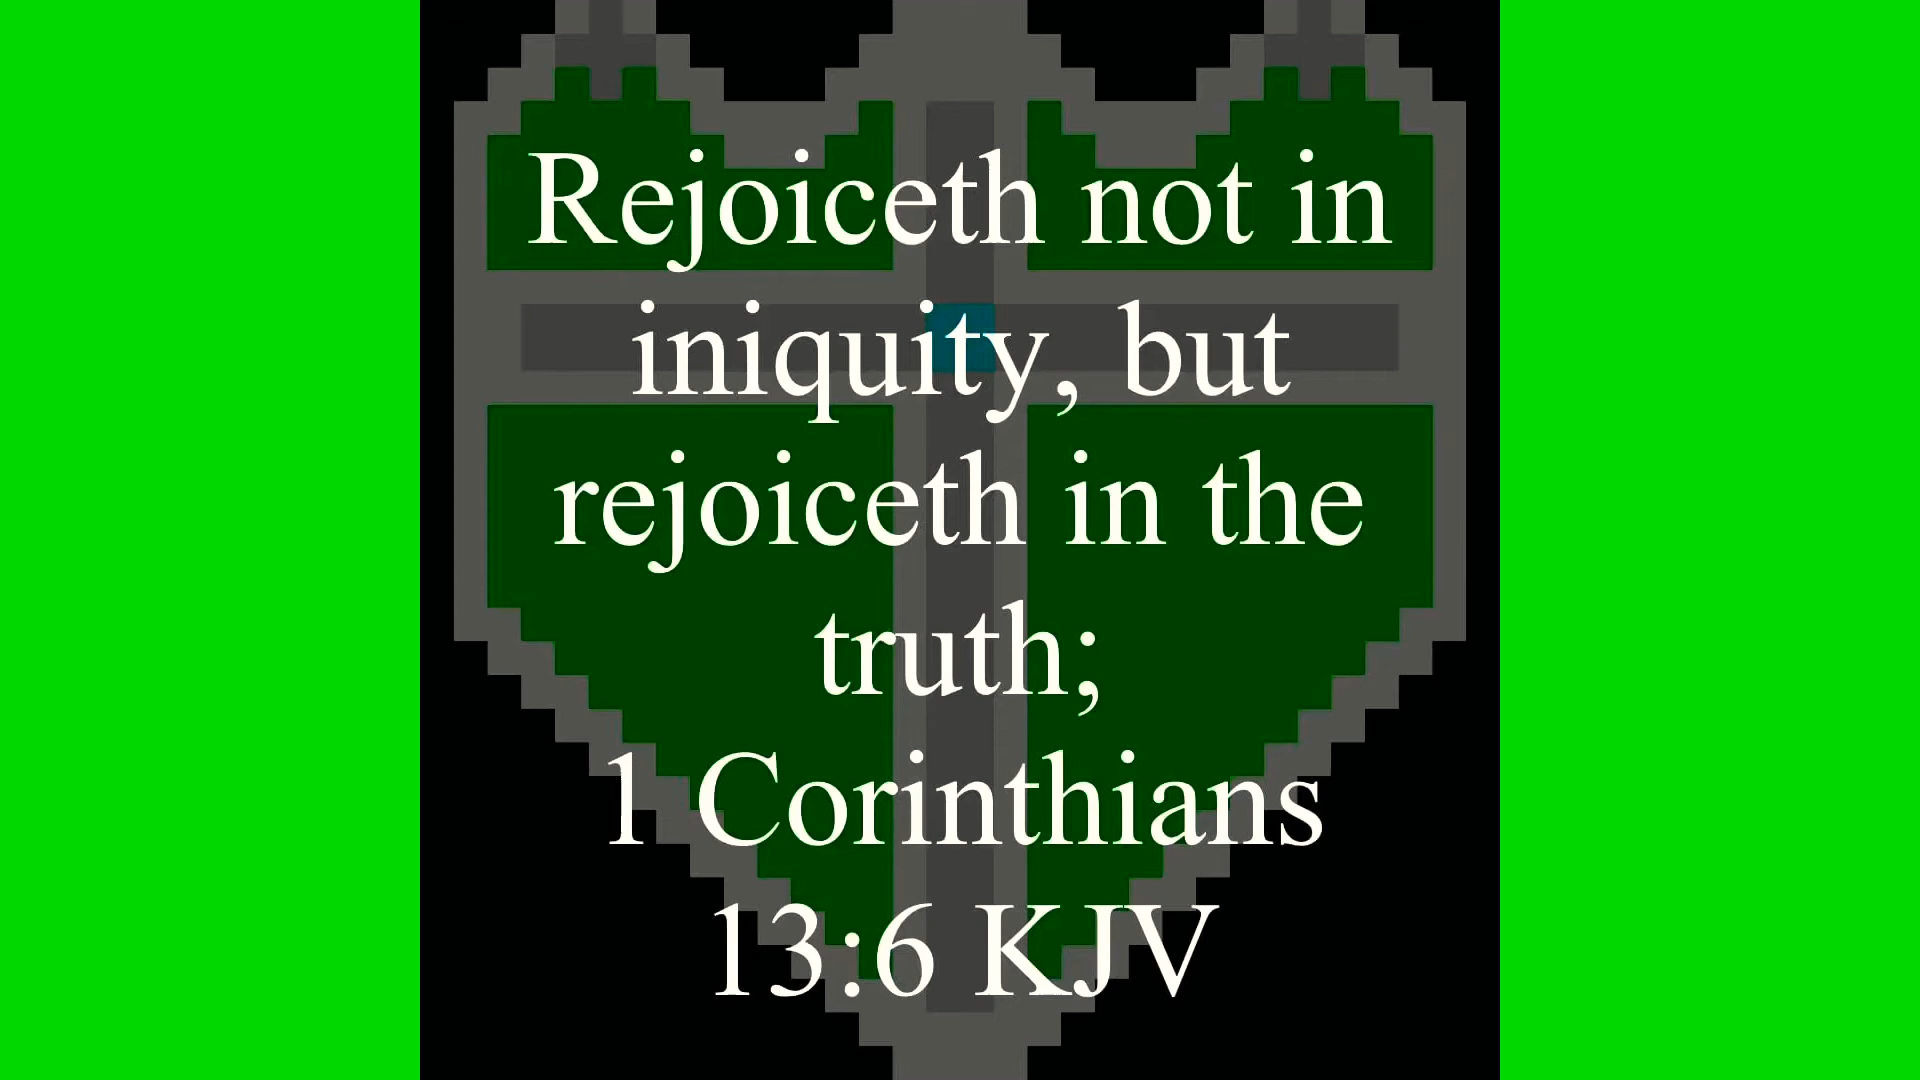 Rejoiceth not in
iniquity, but
rejoiceth in the
truth;
1 Corinthians
13:6 KJV